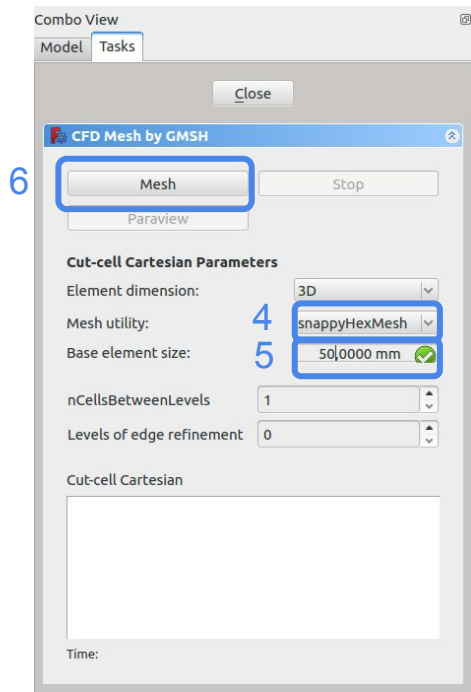 Combo View
Model Tasks
Close
CFD Mesh by GMSH
6 Mesh Stop
Paraview
Cut-cell Cartesian Parameters
Element dimension: 3D
Mesh utility: 4 snappyHexMesh
Base element size: 5 50,0000 mm
nCellsBetweenLevels 1
Levels of edge refinement 0
Cut-cell Cartesian
Time: